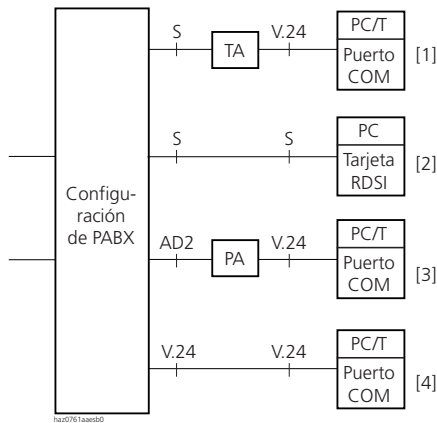 S
TA
V.24
PC/T
Puerto
COM
[1]
S
S
PC
Tarjeta
RDSI
[2]
Configu-
ración
de PABX
AD2
PA
V.24
PC/T
Puerto
COM
[3]
V.24
V.24
PC/T
Puerto
COM
[4]
haz0761aaesb0